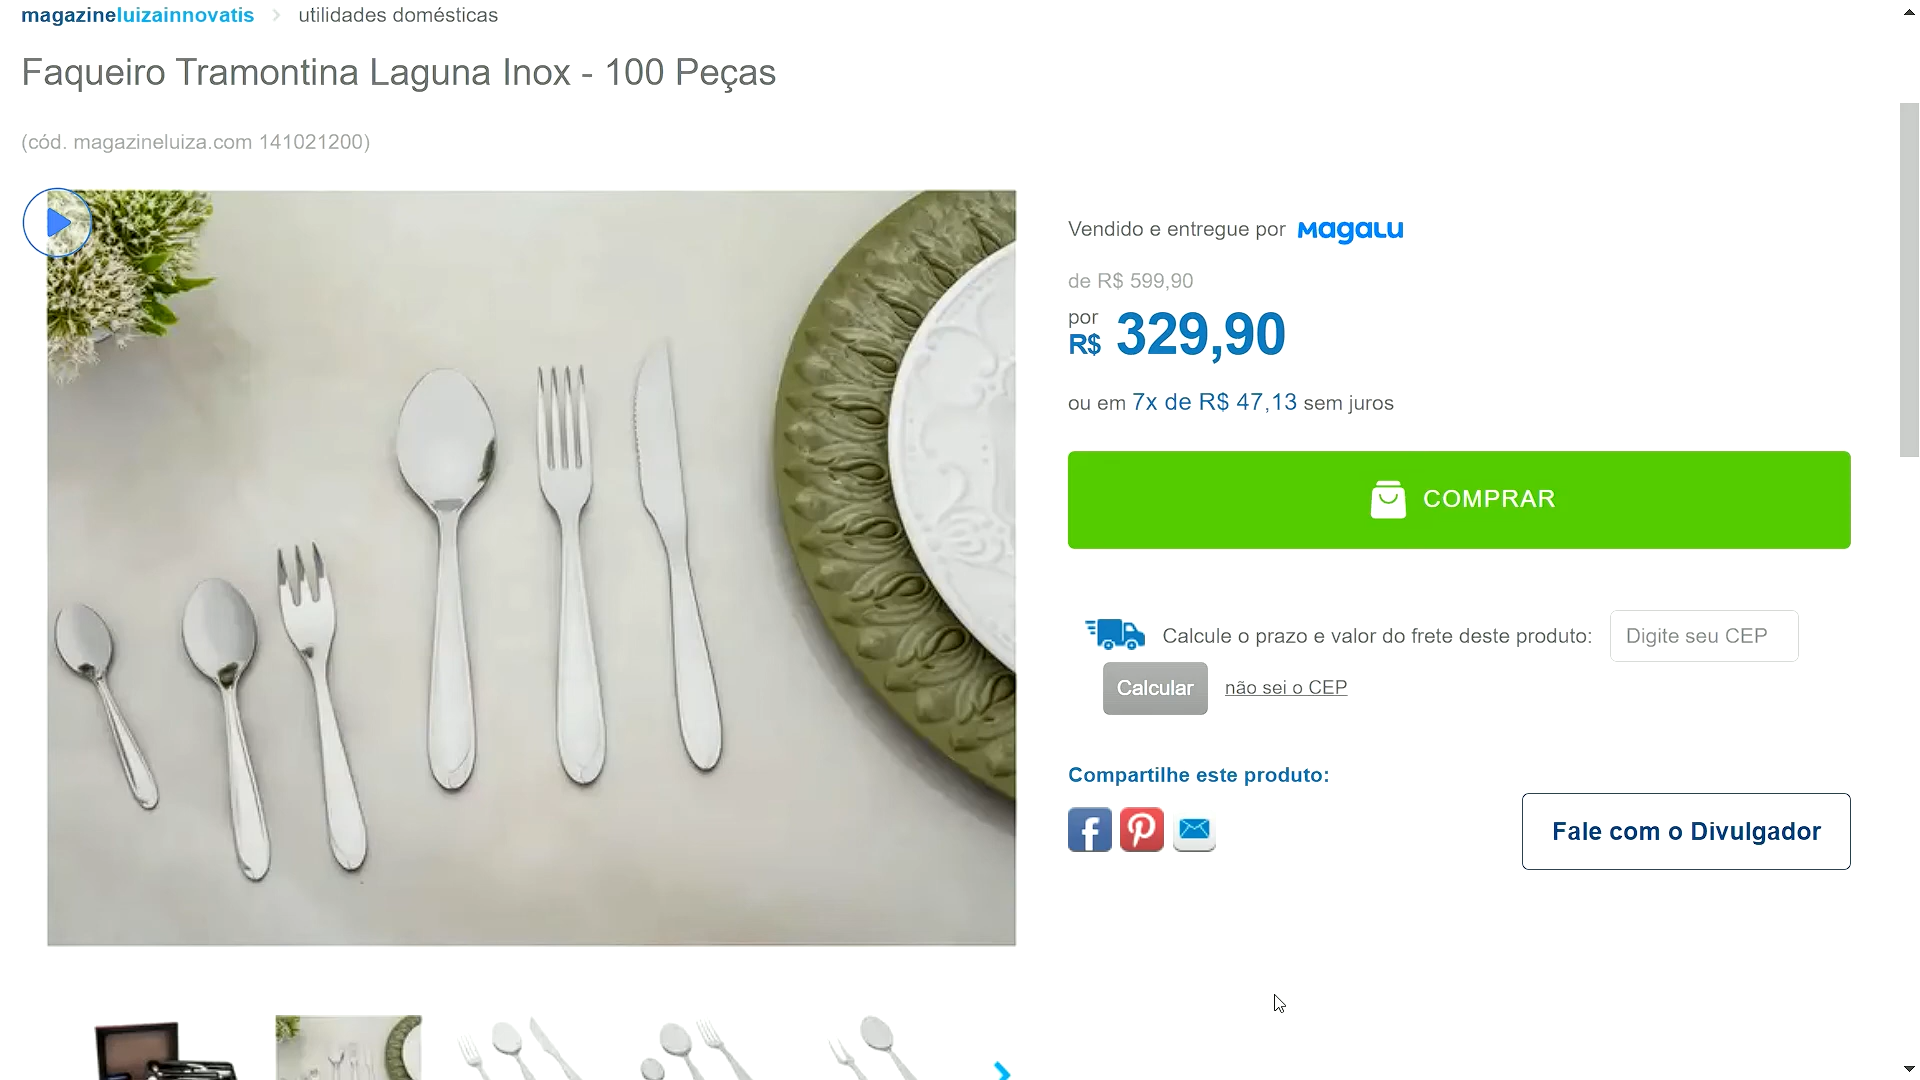 magazineluizainnovatis > utilidades domésticas
Faqueiro Tramontina Laguna Inox - 100 Peças
(cód. magazineluiza.com 141021200)
Vendido e entregue por magalu
de R$ 599,90
por
R$ 329,90
ou em 7x de R$ 47,13 sem juros
COMPRAR
Calcule o prazo e valor do frete deste produto: Digite seu CEP
Calcular não sei o CEP
Compartilhe este produto:
Fale com o Divulgador